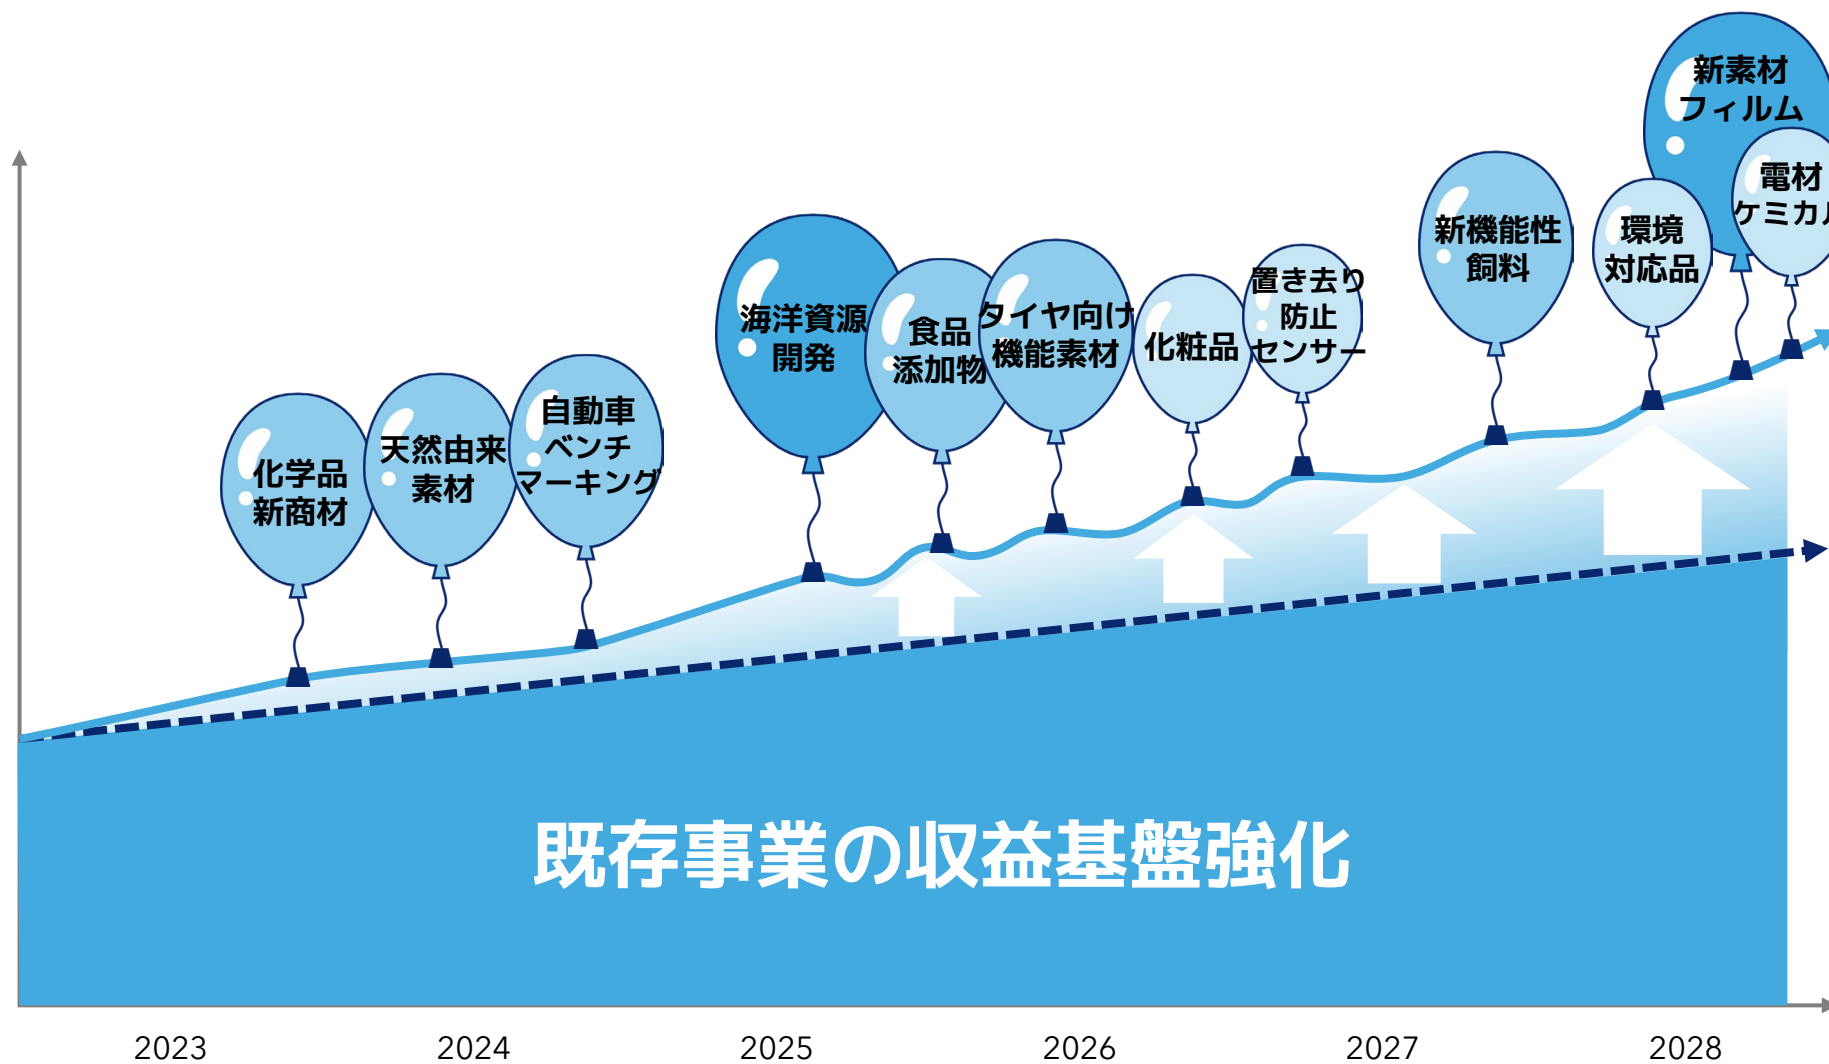 新素材
フィルム
電材
ケミカル
新機能性
飼料
環境
対応品
海洋資源
開発
食品
添加物
タイヤ向け
機能素材
化粧品
置き去り
防止
センサー
化学品
新商材
天然由来
素材
自動車
ベンチ
マーキング
既存事業の収益基盤強化
2023
2024
2025
2026
2027
2028